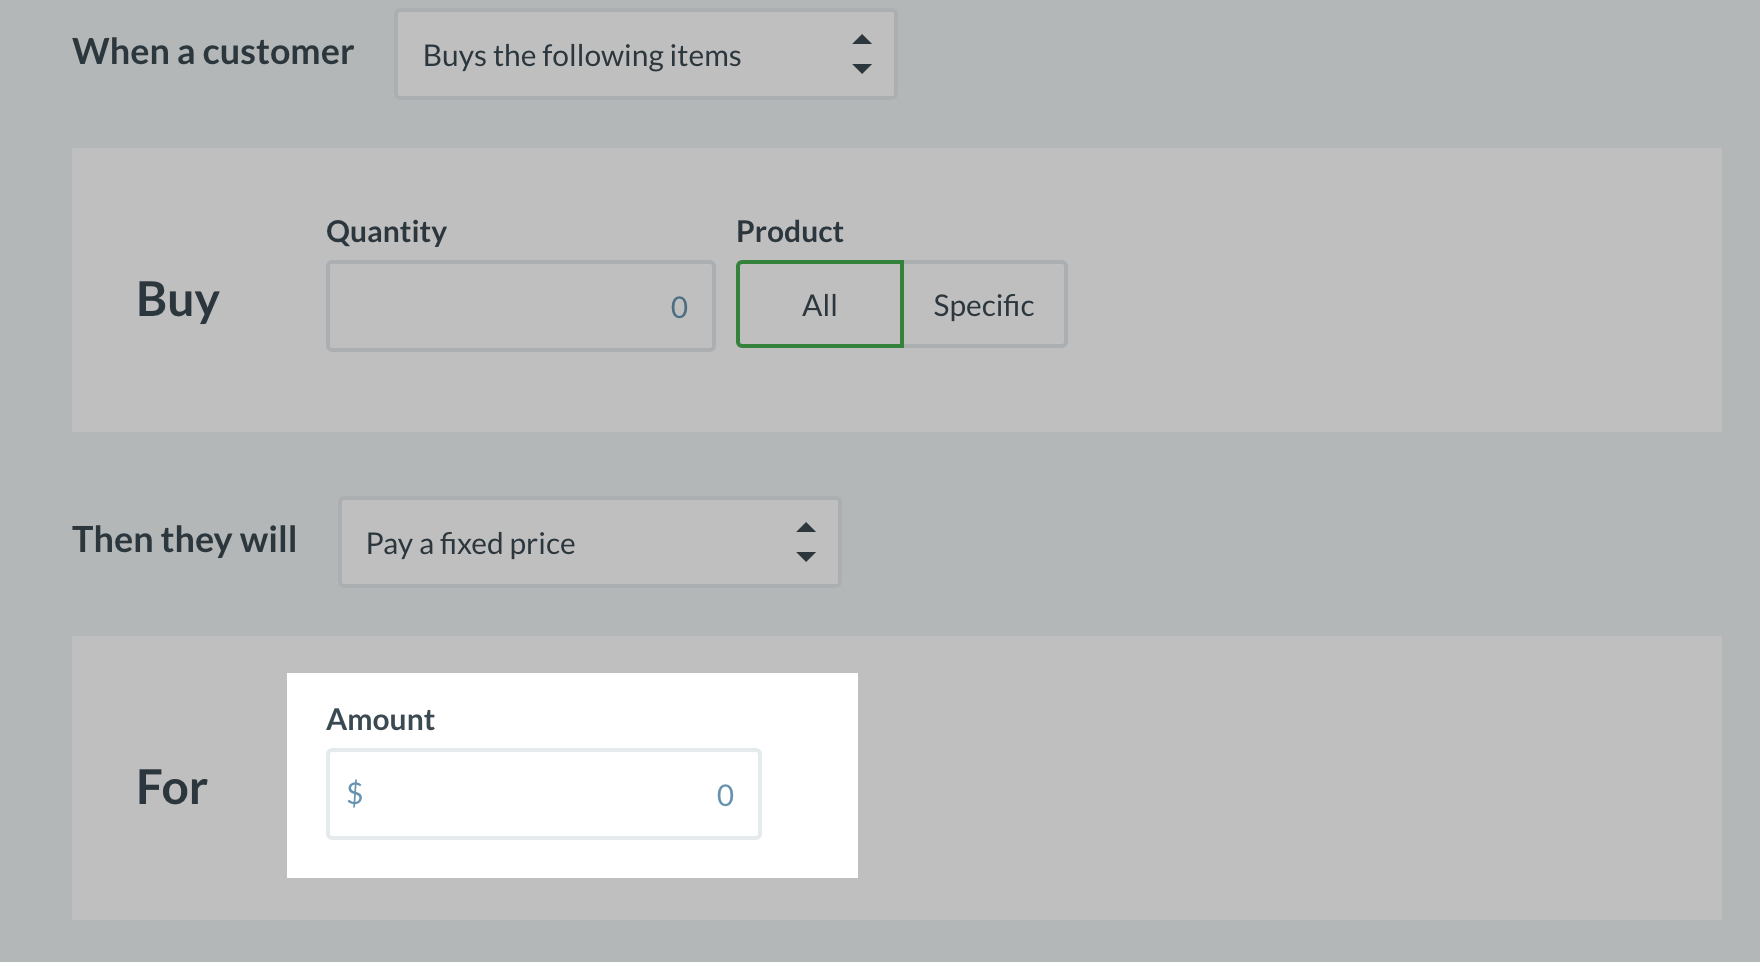 When a customer
Buys the following items
Quantity
Product
Buy
0
All
Specific
Then they will
Pay a fixed price
Amount
For
$
0